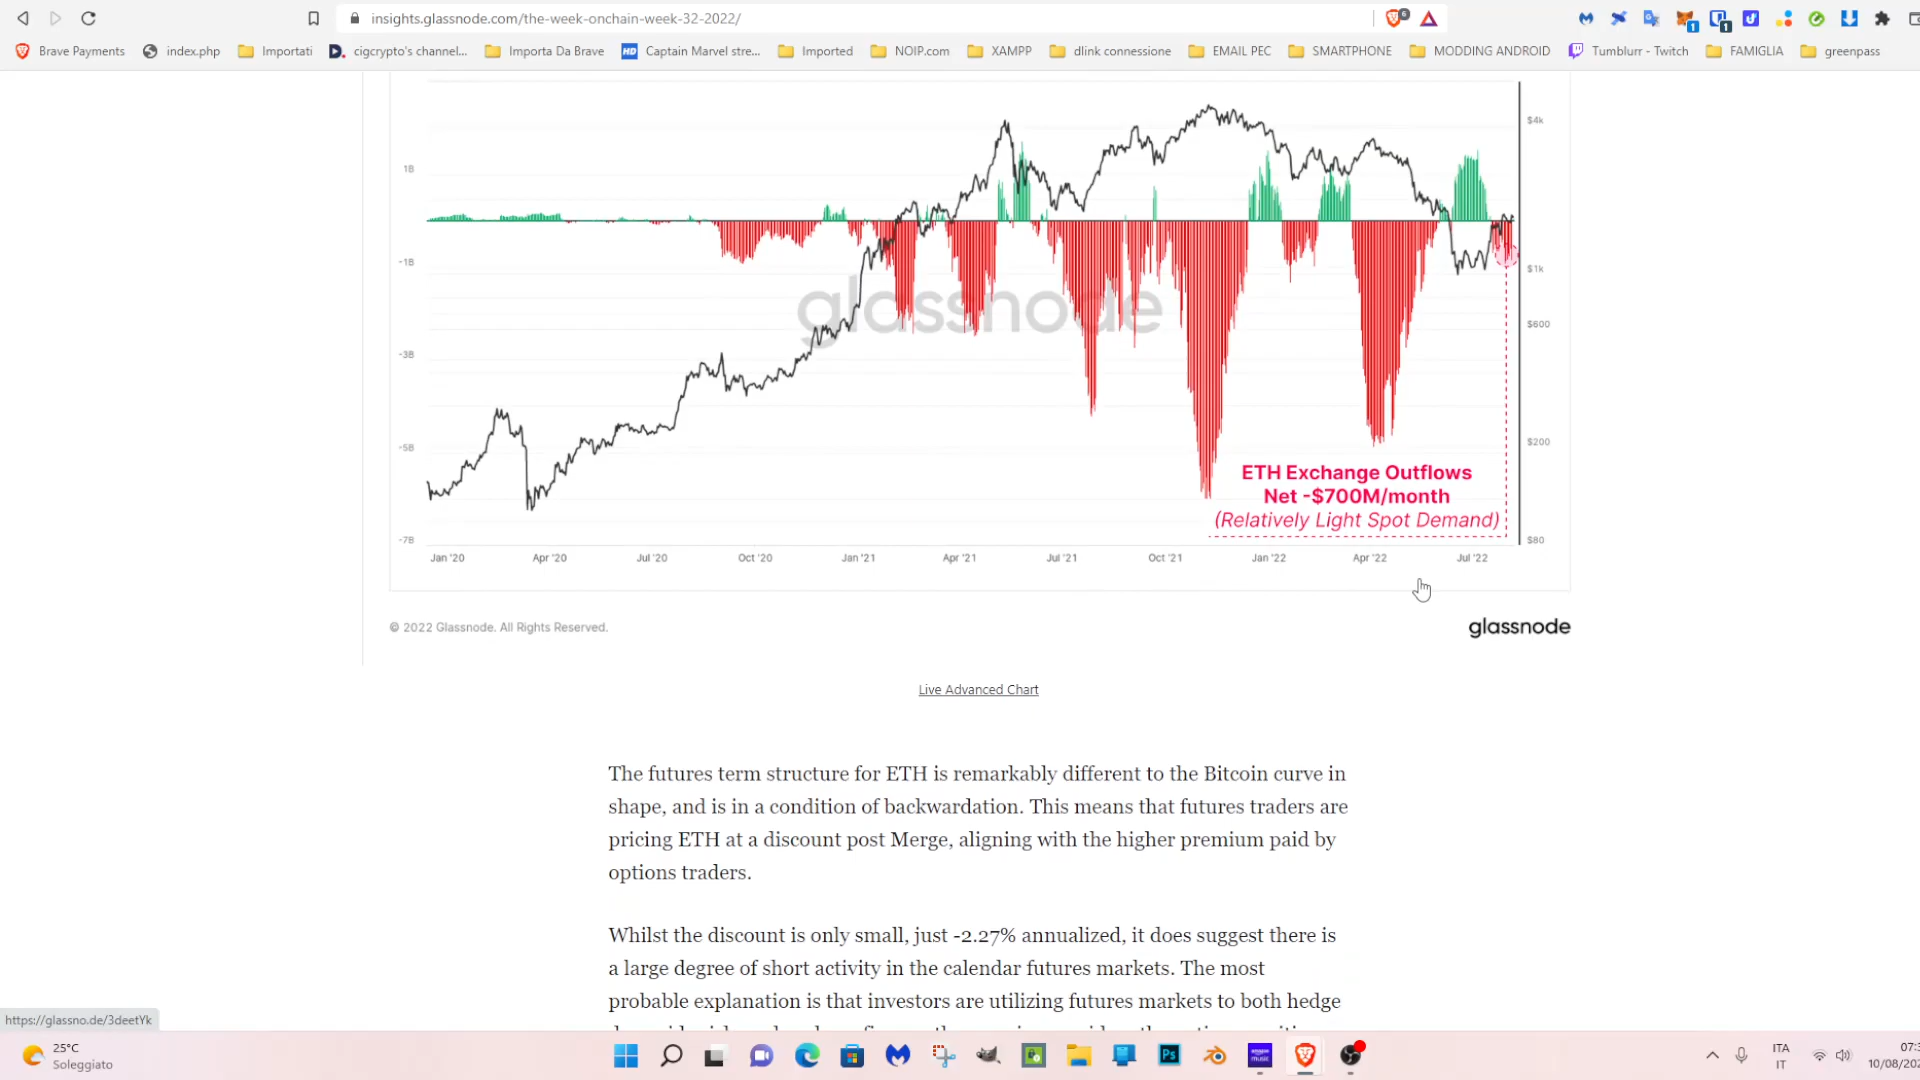 insights.glassnode.com/the-week-onchain-week-32-2022/
6
1
1
Brave Payments
index.php
Importati
cigcrypto's channel...
Importa Da Brave
HD
Captain Marvel stre...
Imported
NOIP.com
XAMPP
dlink connessione
EMAIL PEC
SMARTPHONE
MODDING ANDROID
Tumblurr - Twitch
FAMIGLIA
greenpass
1B
-1B
-3B
-5B
-7B
$4k
$1k
$600
$200
$80
glassnode
ETH Exchange Outflows
Net -$700M/month
(Relatively Light Spot Demand)
Jan '20
Apr '20
Jul '20
Oct '20
Jan '21
Apr '21
Jul '21
Oct '21
Jan '22
Apr '22
Jul '22
© 2022 Glassnode. All Rights Reserved.
glassnode
Live Advanced Chart
The futures term structure for ETH is remarkably different to the Bitcoin curve in
shape, and is in a condition of backwardation. This means that futures traders are
pricing ETH at a discount post Merge, aligning with the higher premium paid by
options traders.
Whilst the discount is only small, just -2.27% annualized, it does suggest there is
a large degree of short activity in the calendar futures markets. The most
probable explanation is that investors are utilizing futures markets to both hedge
https://glassno.de/3deetYk
25°C
Soleggiato
Ps
music
ITA
IT
07:3
10/08/202